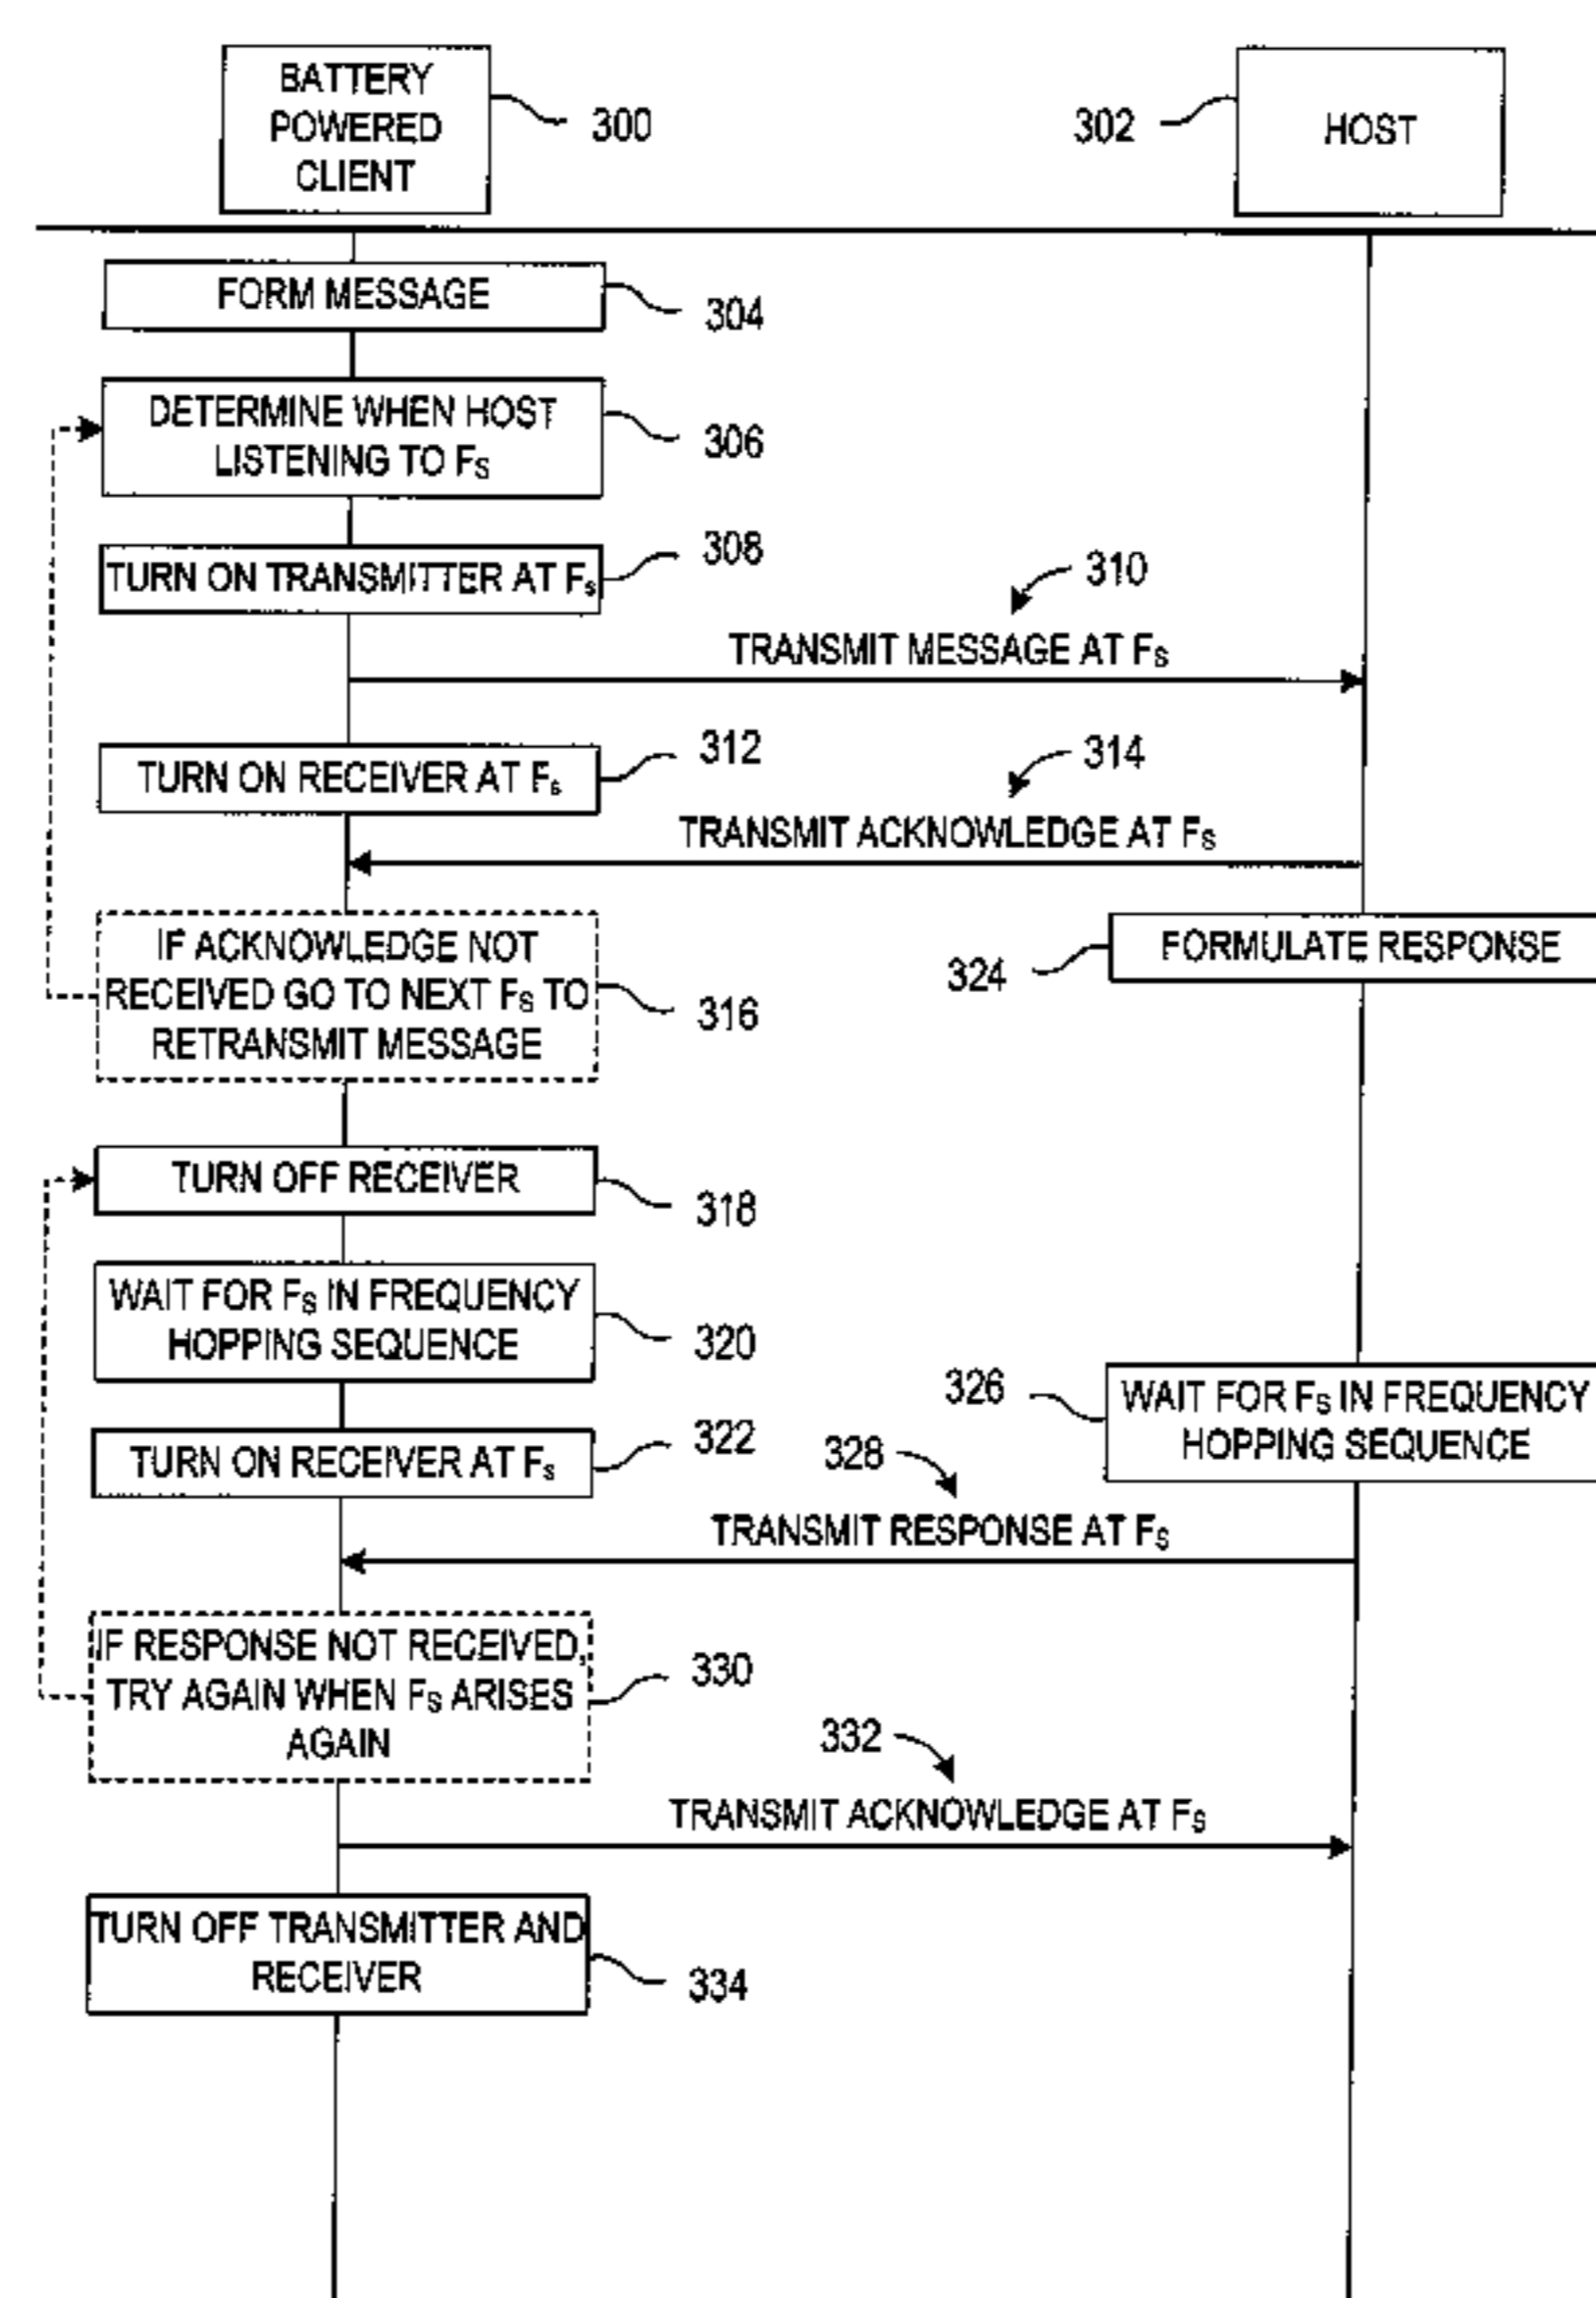 BATTERY
POWERED
CLIENT
300
302
HOST
FORM MESSAGE
304
DETERMINE WHEN HOST
LISTENING TO FS
306
TURN ON TRANSMITTER AT FS
308
310
TRANSMIT MESSAGE AT FS
TURN ON RECEIVER AT FS
312
314
TRANSMIT ACKNOWLEDGE AT FS
IF ACKNOWLEDGE NOT
RECEIVED GO TO NEXT FS TO
RETRANSMIT MESSAGE
316
324
FORMULATE RESPONSE
TURN OFF RECEIVER
318
WAIT FOR FS IN FREQUENCY
HOPPING SEQUENCE
320
326
WAIT FOR FS IN FREQUENCY
HOPPING SEQUENCE
TURN ON RECEIVER AT FS
322
328
TRANSMIT RESPONSE AT FS
IF RESPONSE NOT RECEIVED,
TRY AGAIN WHEN FS ARISES
AGAIN
330
332
TRANSMIT ACKNOWLEDGE AT FS
TURN OFF TRANSMITTER AND
RECEIVER
334